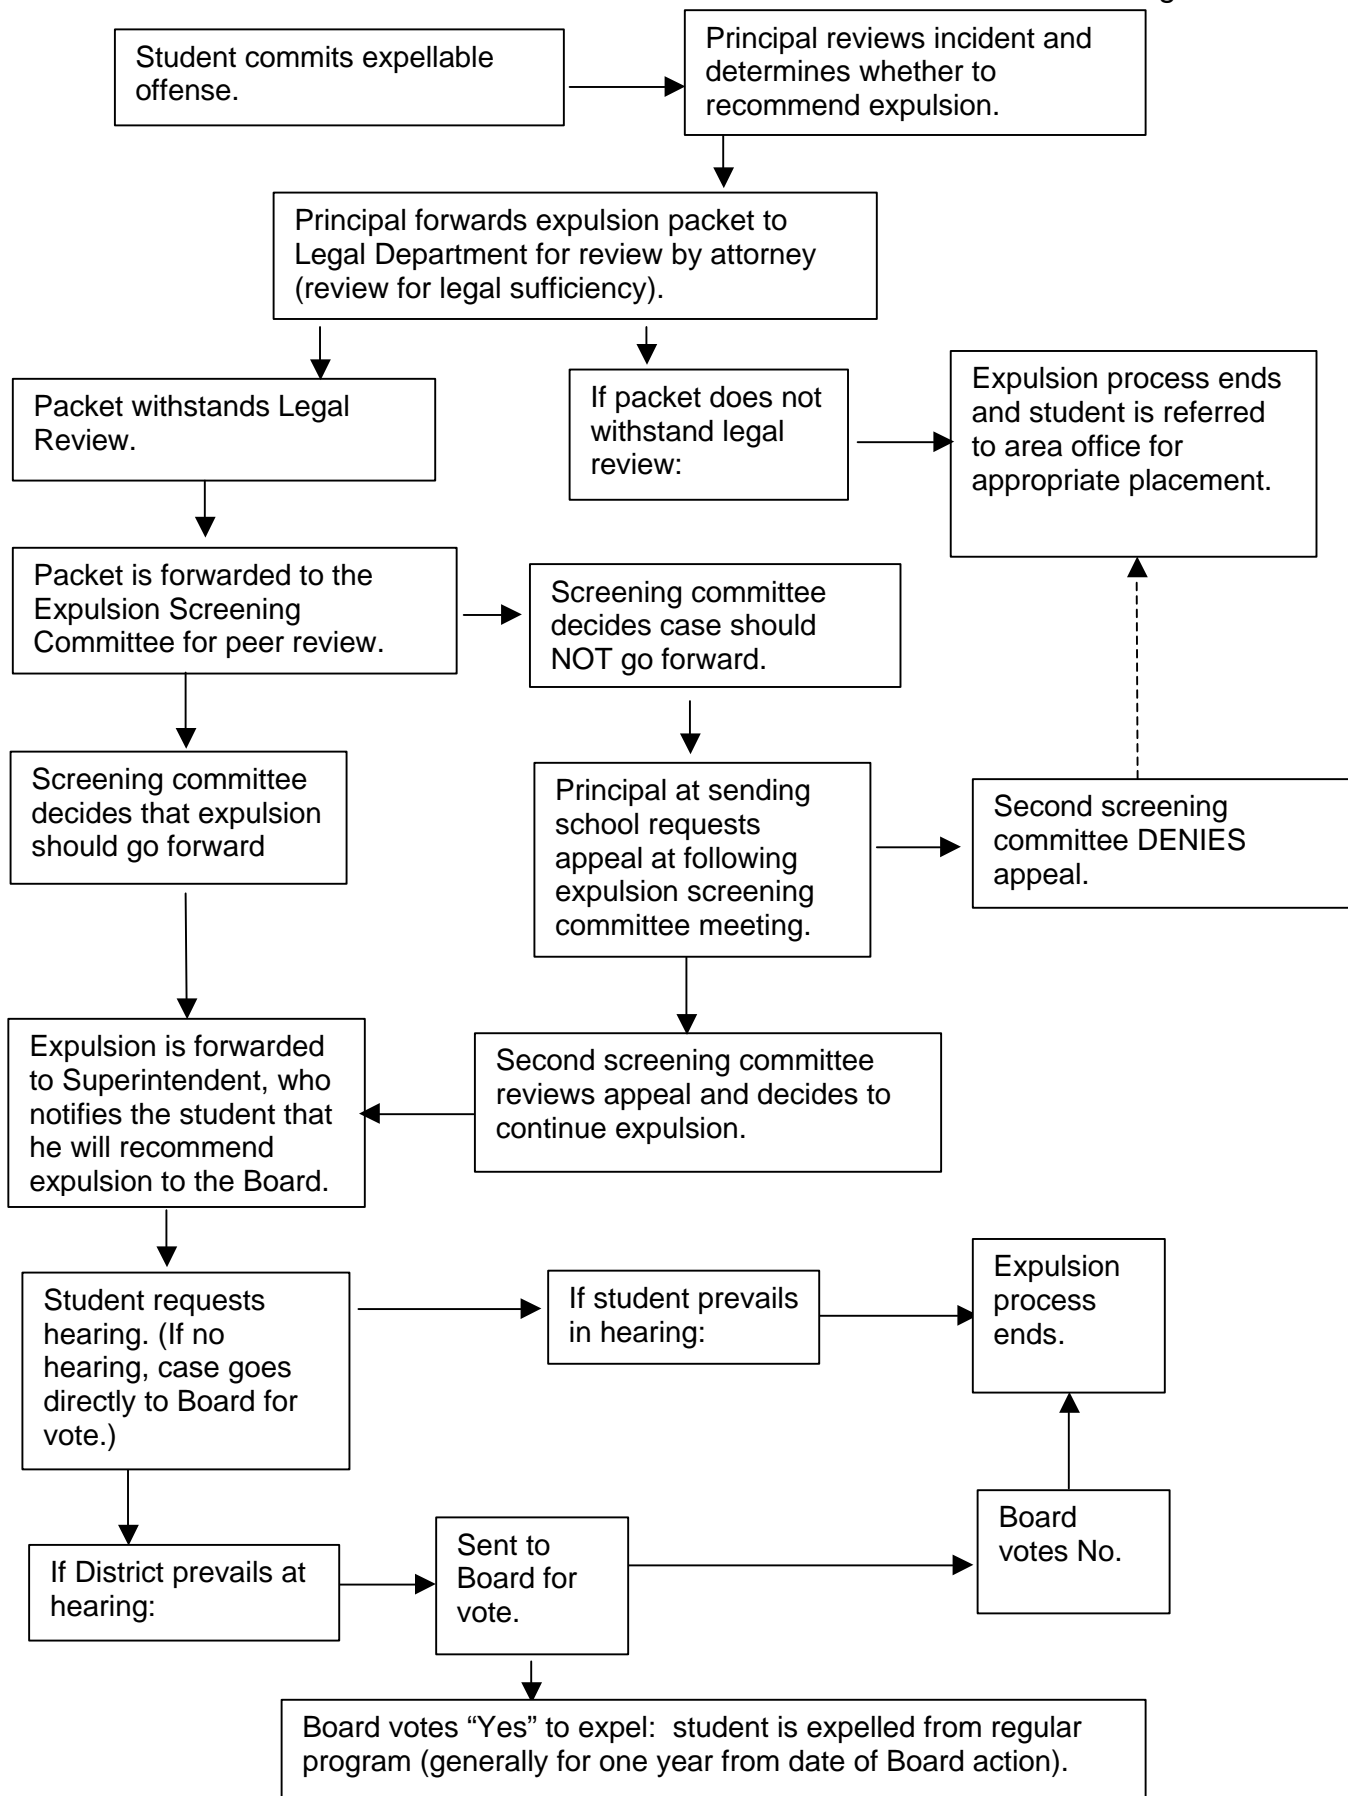 Student commits expellable
offense.
Principal reviews incident and
determines whether to
recommend expulsion.
Principal forwards expulsion packet to
Legal Department for review by attorney
(review for legal sufficiency).
Packet withstands Legal
Review.
If packet does not
withstand legal
review:
Expulsion process ends
and student is referred
to area office for
appropriate placement.
Packet is forwarded to the
Expulsion Screening
Committee for peer review.
Screening committee
decides case should
NOT go forward.
Screening committee
decides that expulsion
should go forward
Principal at sending
school requests
appeal at following
expulsion screening
committee meeting.
Second screening
committee DENIES
appeal.
Expulsion is forwarded
to Superintendent, who
notifies the student that
he will recommend
expulsion to the Board.
Second screening committee
reviews appeal and decides to
continue expulsion.
Student requests
hearing. (If no
hearing, case goes
directly to Board for
vote.)
If student prevails
in hearing:
Expulsion
process
ends.
If District prevails at
hearing:
Sent to
Board for
vote.
Board
votes No.
Board votes “Yes” to expel:  student is expelled from regular
program (generally for one year from date of Board action).